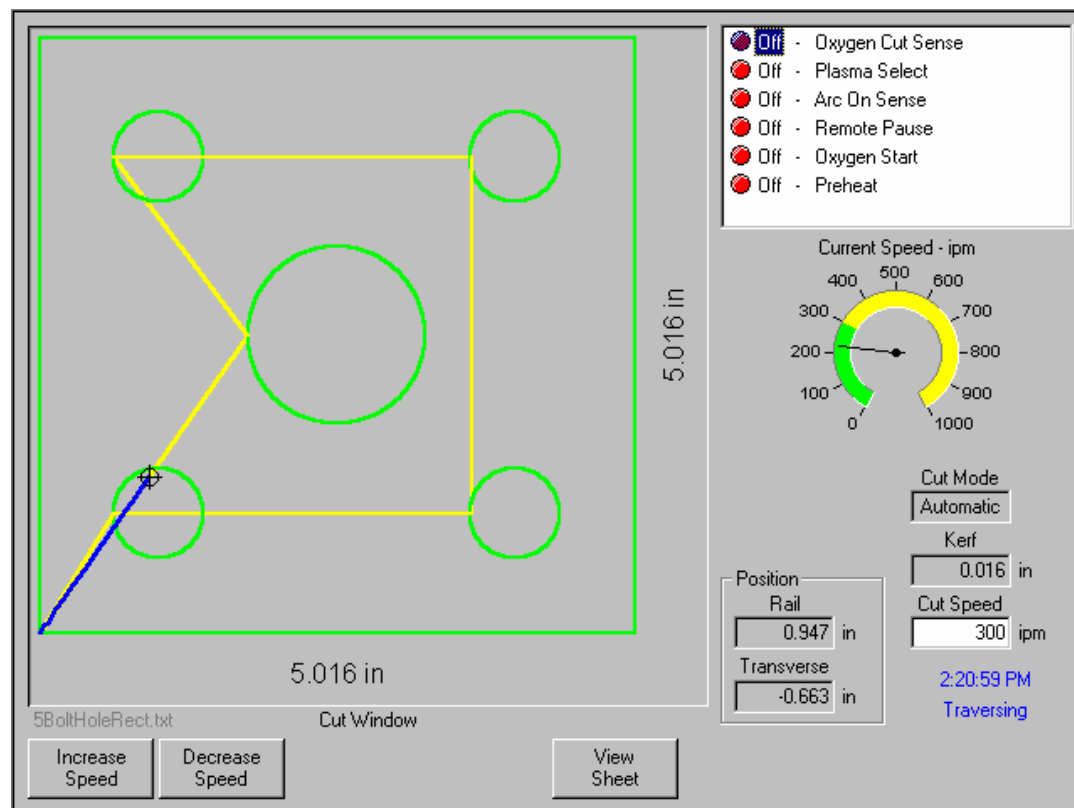 Off - Oxygen Cut Sense
Off - Plasma Select
Off - Arc On Sense
Off - Remote Pause
Off - Oxygen Start
Off - Preheat
Current Speed - ipm
0
100
200
300
400
500
600
700
800
900
1000
5.016 in
5.016 in
Cut Mode
Automatic
Kerf
0.016 in
Cut Speed
300 ipm
Position
Rail
0.947 in
Transverse
-0.663 in
2:20:59 PM
Traversing
5BoltHoleRect.txt
Cut Window
Increase
Speed
Decrease
Speed
View
Sheet